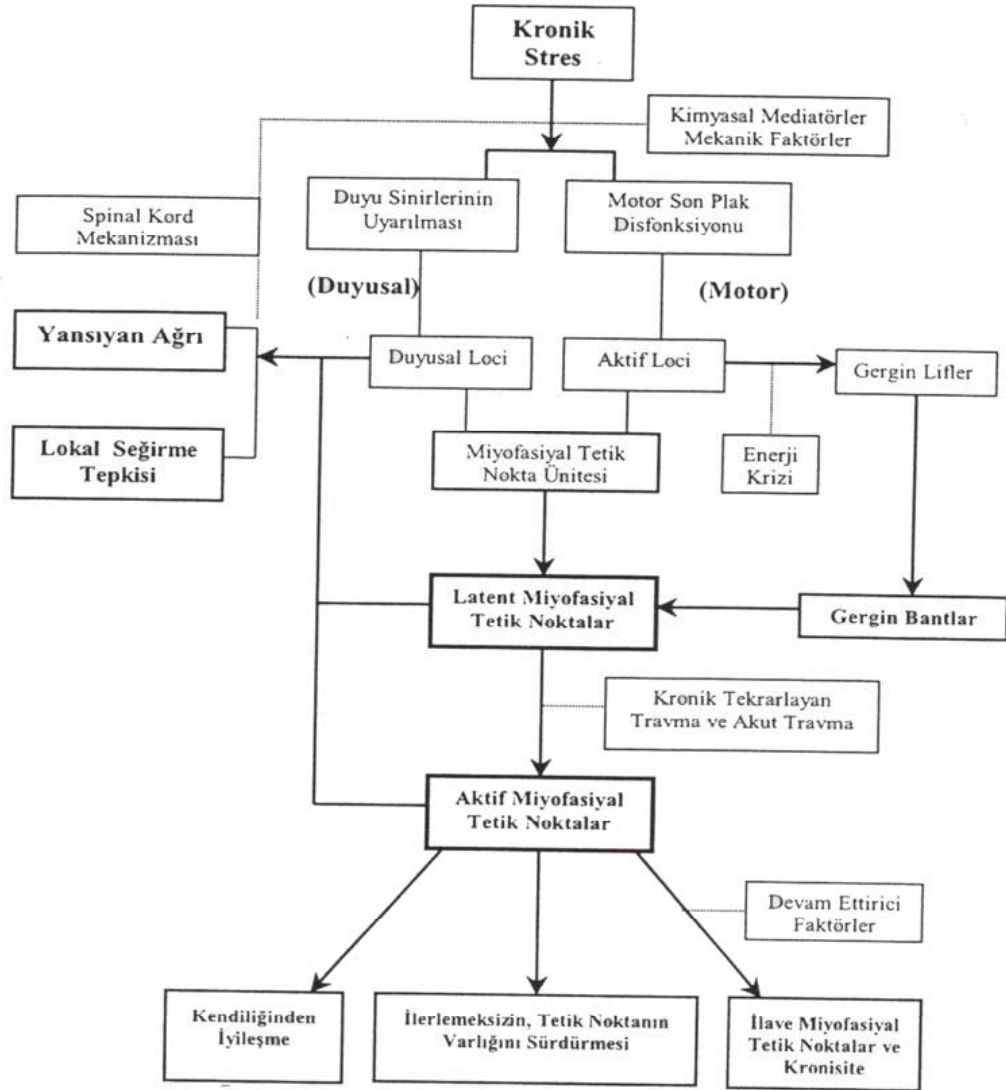 Kronik
Stres
Kimyasal Mediatörler
Mekanik Faktörler
Duyu Sinirlerinin
Uyarılması
Motor Son Plak
Disfonksiyonu
Spinal Kord
Mekanizması
(Duyusal)
(Motor)
Yansıyan Ağrı
Duyusal Loci
Aktif Loci
Gergin Lifler
Lokal Seğirme
Tepkisi
Miyofasiyal Tetik
Nokta Ünitesi
Enerji
Krizi
Latent Miyofasiyal
Tetik Noktalar
Gergin Bantlar
Kronik Tekrarlayan
Travma ve Akut Travma
Aktif Miyofasiyal
Tetik Noktalar
Devam Ettirici
Faktörler
Kendiliğinden
İyileşme
İlerlemeksizin, Tetik Noktanın
Varlığını Sürdürmesi
İlave Miyofasiyal
Tetik Noktalar ve
Kronisite